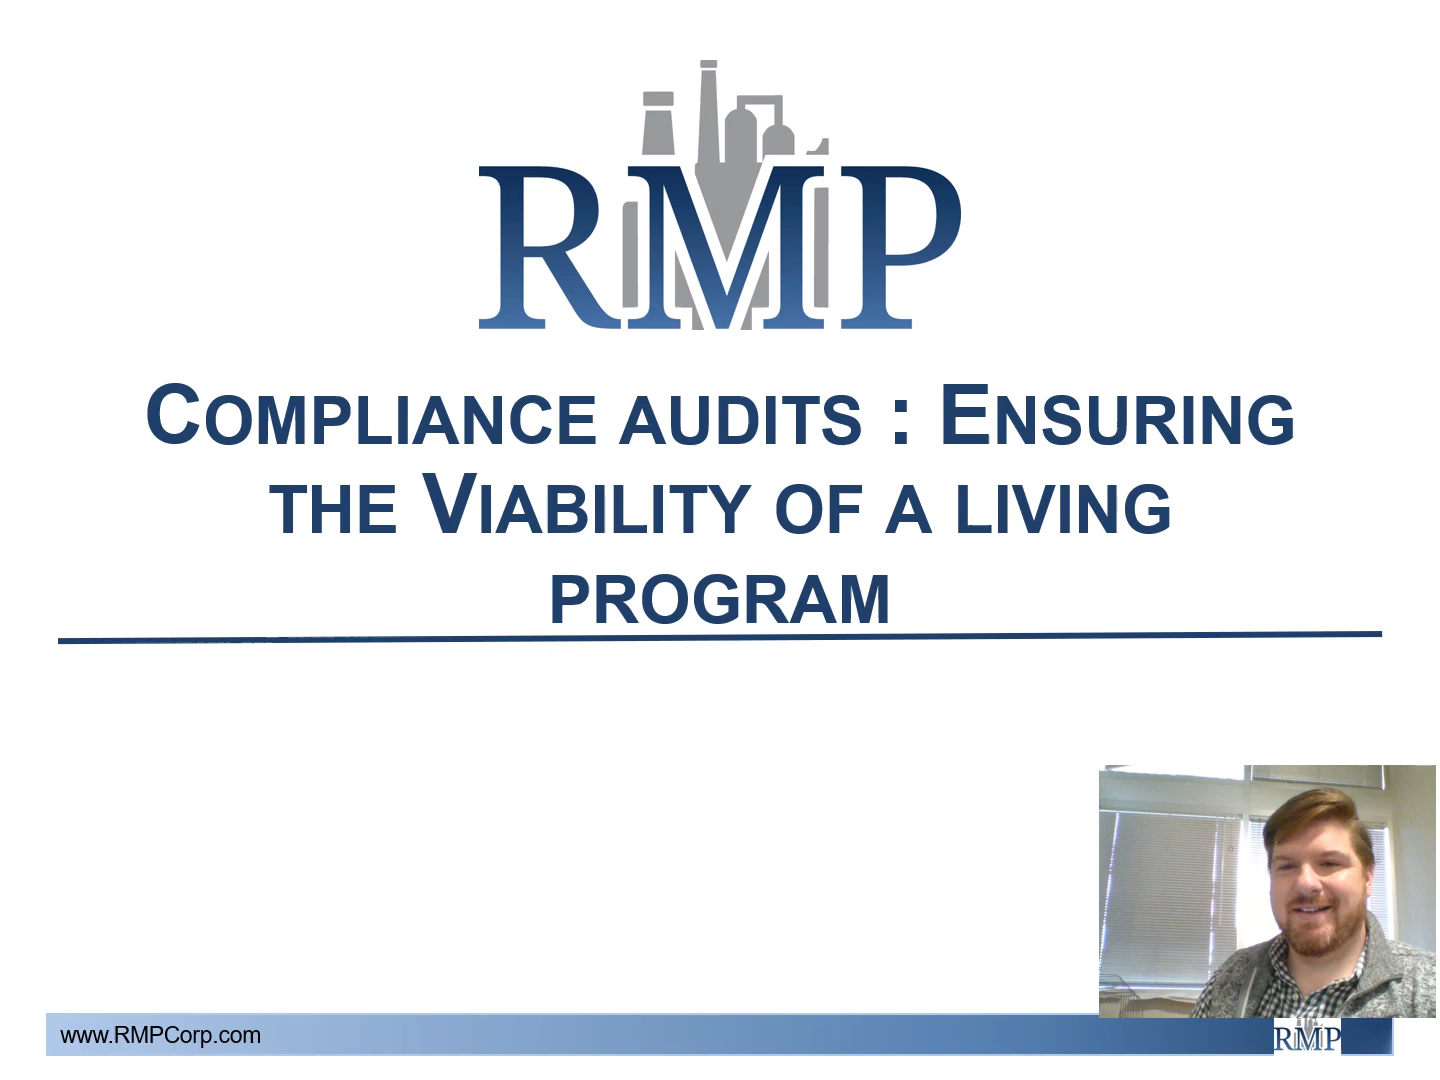 RMP
COMPLIANCE AUDITS : ENSURING
THE VIABILITY OF A LIVING
PROGRAM
www.RMPCorp.com
RMP